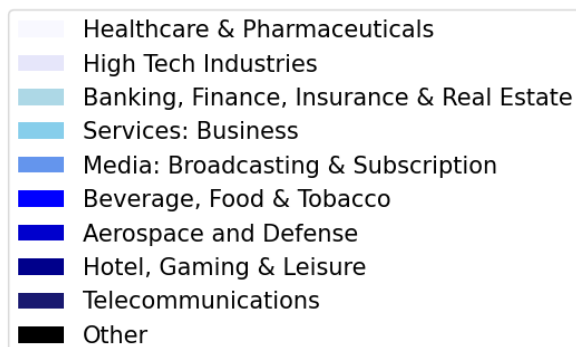 Healthcare & Pharmaceuticals
High Tech Industries
Banking, Finance, Insurance & Real Estate
Services: Business
Media: Broadcasting & Subscription
Beverage, Food & Tobacco
Aerospace and Defense
Hotel, Gaming & Leisure
Telecommunications
Other